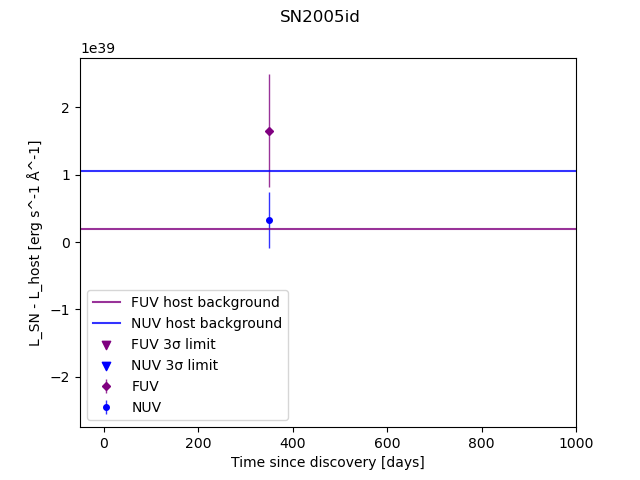 SN2005id
1e39
L_SN - L_host [erg s^-1 Å^-1]
2
1
0
−1
−2
FUV host background
NUV host background
FUV 3σ limit
NUV 3σ limit
FUV
NUV
0 200 400 600 800 1000
Time since discovery [days]